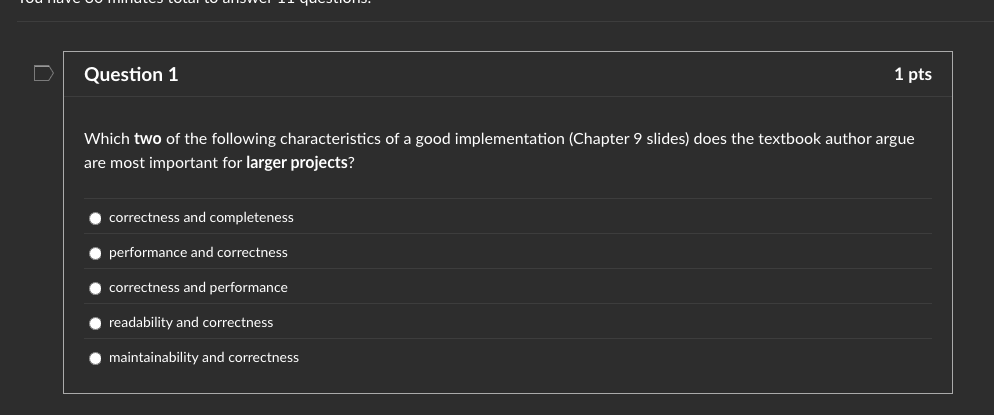 You have 60 minutes total to answer 11 questions.
Question 1
1 pts
Which two of the following characteristics of a good implementation (Chapter 9 slides) does the textbook author argue
are most important for larger projects?
correctness and completeness
performance and correctness
correctness and performance
readability and correctness
maintainability and correctness